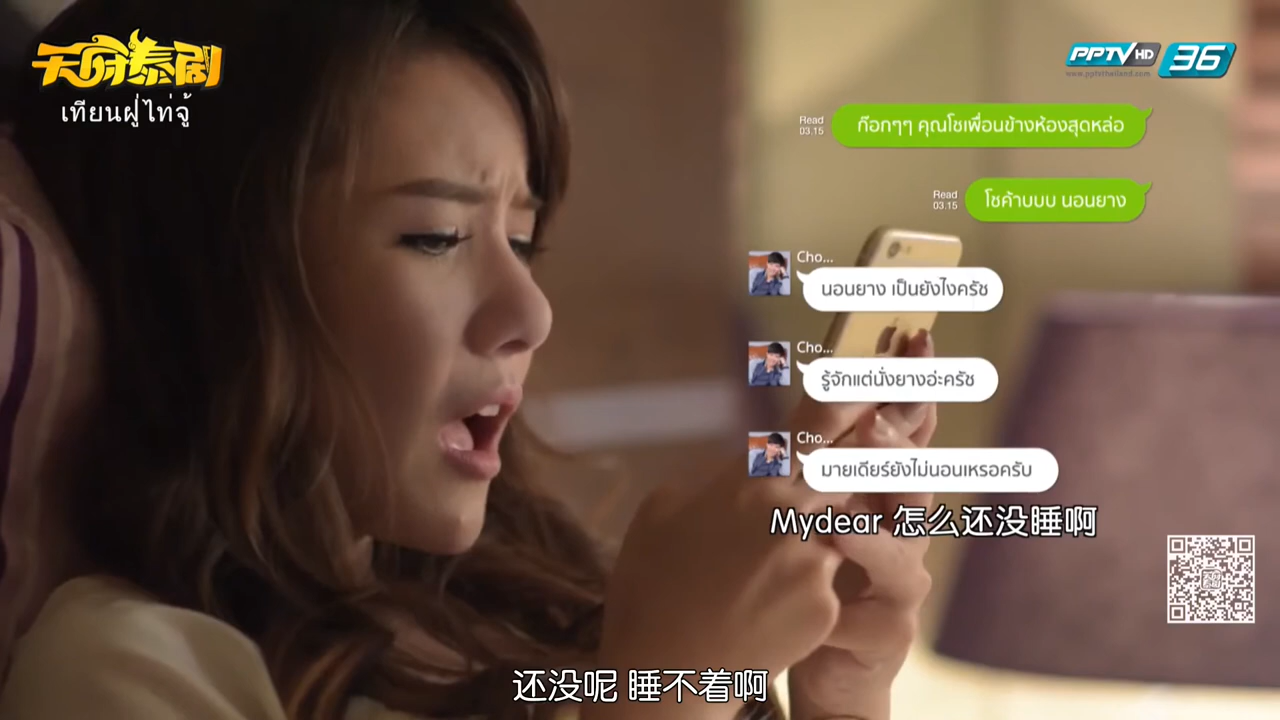 天府泰剧
เทียนฝู่ไท่จู้
PPTV HD 36
www.pptvthailand.com
Read
03.15
ก๊อกๆๆ คุณโชเพื่อนข้างห้องสุดหล่อ
Read
03.15
โชค้าบบบ นอนยาง
Cho...
นอนยาง เป็นยังไงครัช
Cho...
รู้จักแต่นั่งยางอ่ะครัช
Cho...
มายเดียร์ยังไม่นอนเหรอครับ
Mydear 怎么还没睡啊
还没呢 睡不着啊